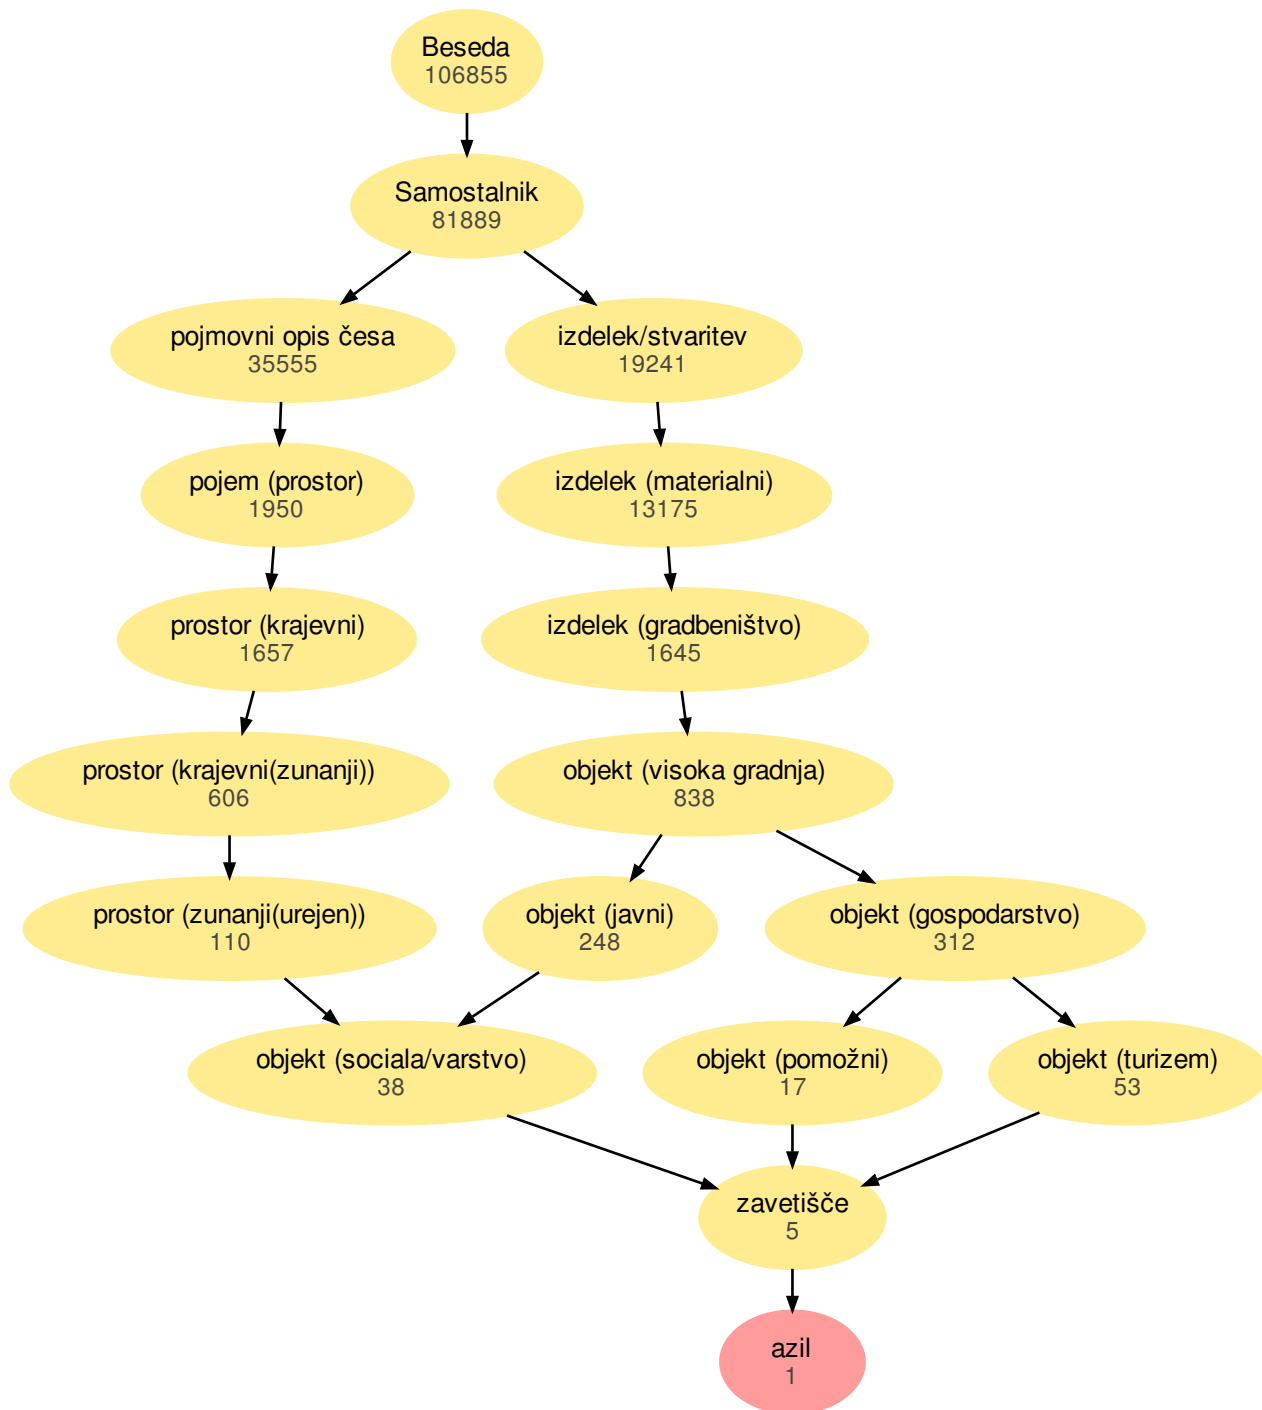 Beseda
106855
Samostalnik
81889
pojmovni opis česa
35555
izdelek/stvaritev
19241
pojem (prostor)
1950
izdelek (materialni)
13175
prostor (krajevni)
1657
izdelek (gradbeništvo)
1645
prostor (krajevni(zunanji))
606
objekt (visoka gradnja)
838
prostor (zunanji(urejen))
110
objekt (javni)
248
objekt (gospodarstvo)
312
objekt (sociala/varstvo)
38
objekt (pomožni)
17
objekt (turizem)
53
zavetišče
5
azil
1